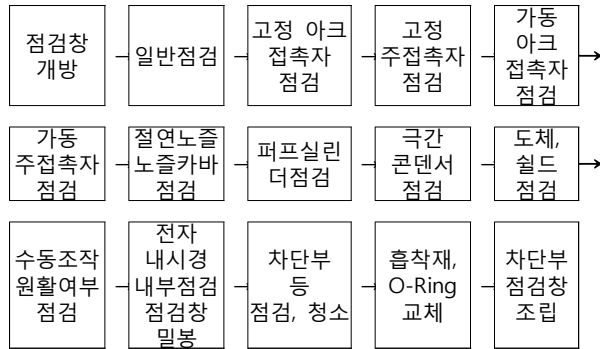 점검창
개방
일반점검
고정 아크
접촉자
점검
고정
주접촉자
점검
가동
아크
접촉자
점검
가동
주접촉자
점검
절연노즐
노즐카바
점검
퍼프실린
더점검
극간
콘덴서
점검
도체,
쉴드
점검
수동조작
원활여부
점검
전자
내시경
내부점검
점검창
밀봉
차단부
등
점검, 청소
흡착재,
O-Ring
교체
차단부
점검창
조립